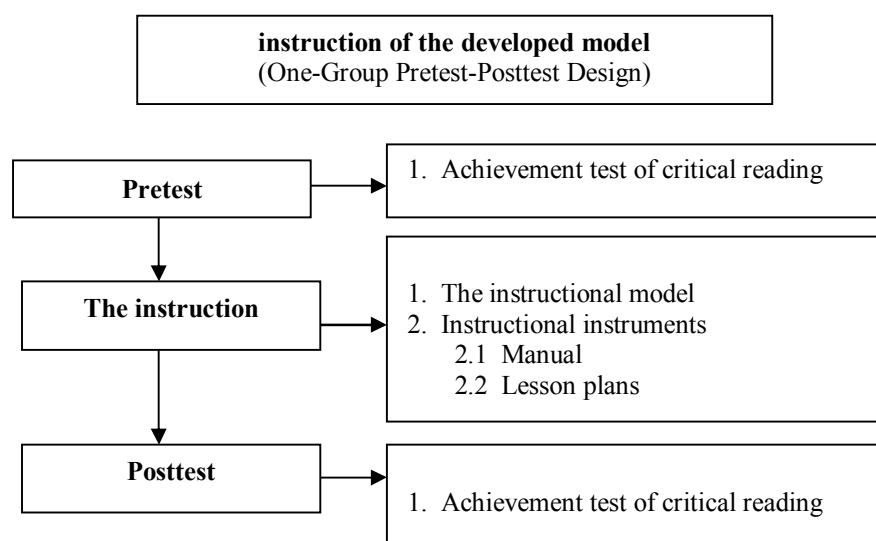 instruction of the developed model
(One-Group Pretest-Posttest Design)
Pretest
1. Achievement test of critical reading
The instruction
1. The instructional model
2. Instructional instruments
2.1 Manual
2.2 Lesson plans
Posttest
1. Achievement test of critical reading